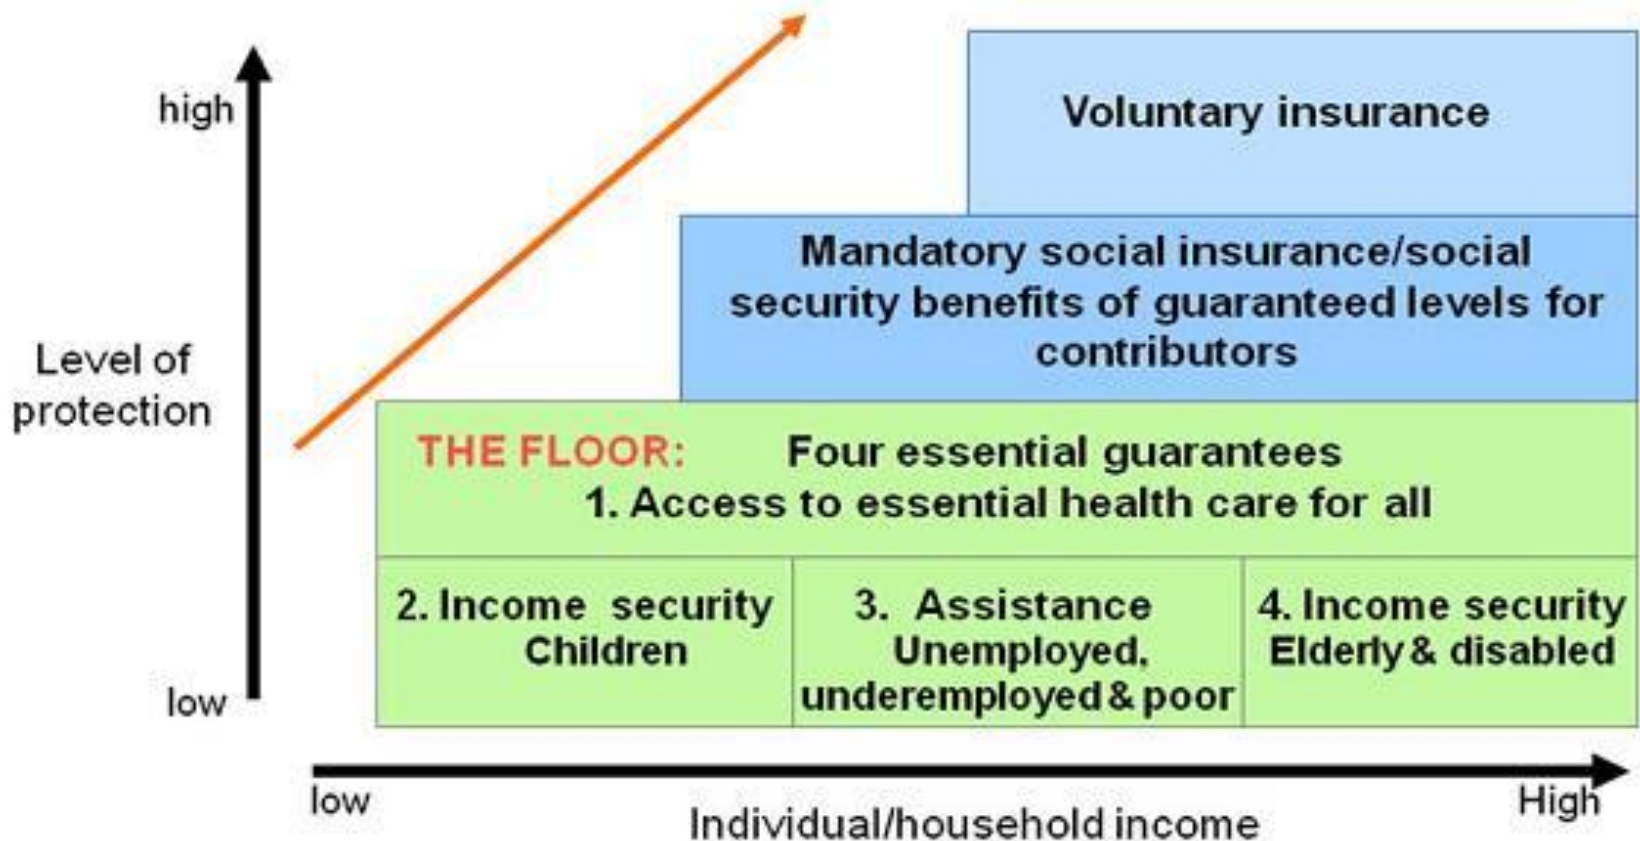 high
Voluntary insurance
Mandatory social insurance/social
security benefits of guaranteed levels for
contributors
Level of
protection
THE FLOOR: Four essential guarantees
1. Access to essential health care for all
2. Income security
Children
3. Assistance
Unemployed,
underemployed & poor
4. Income security
Elderly & disabled
low
low
High
Individual/household income